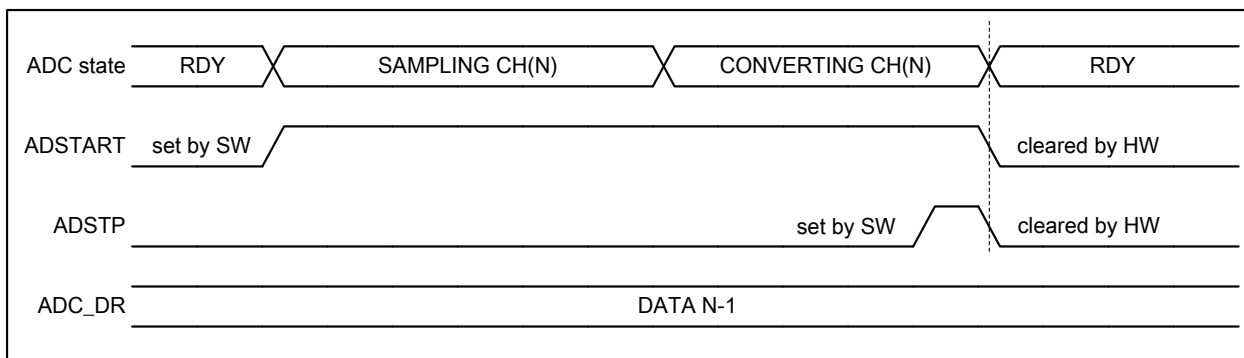 ADC state RDY SAMPLING CH(N) CONVERTING CH(N) RDY
ADSTART set by SW cleared by HW
ADSTP set by SW cleared by HW
ADC_DR DATA N-1